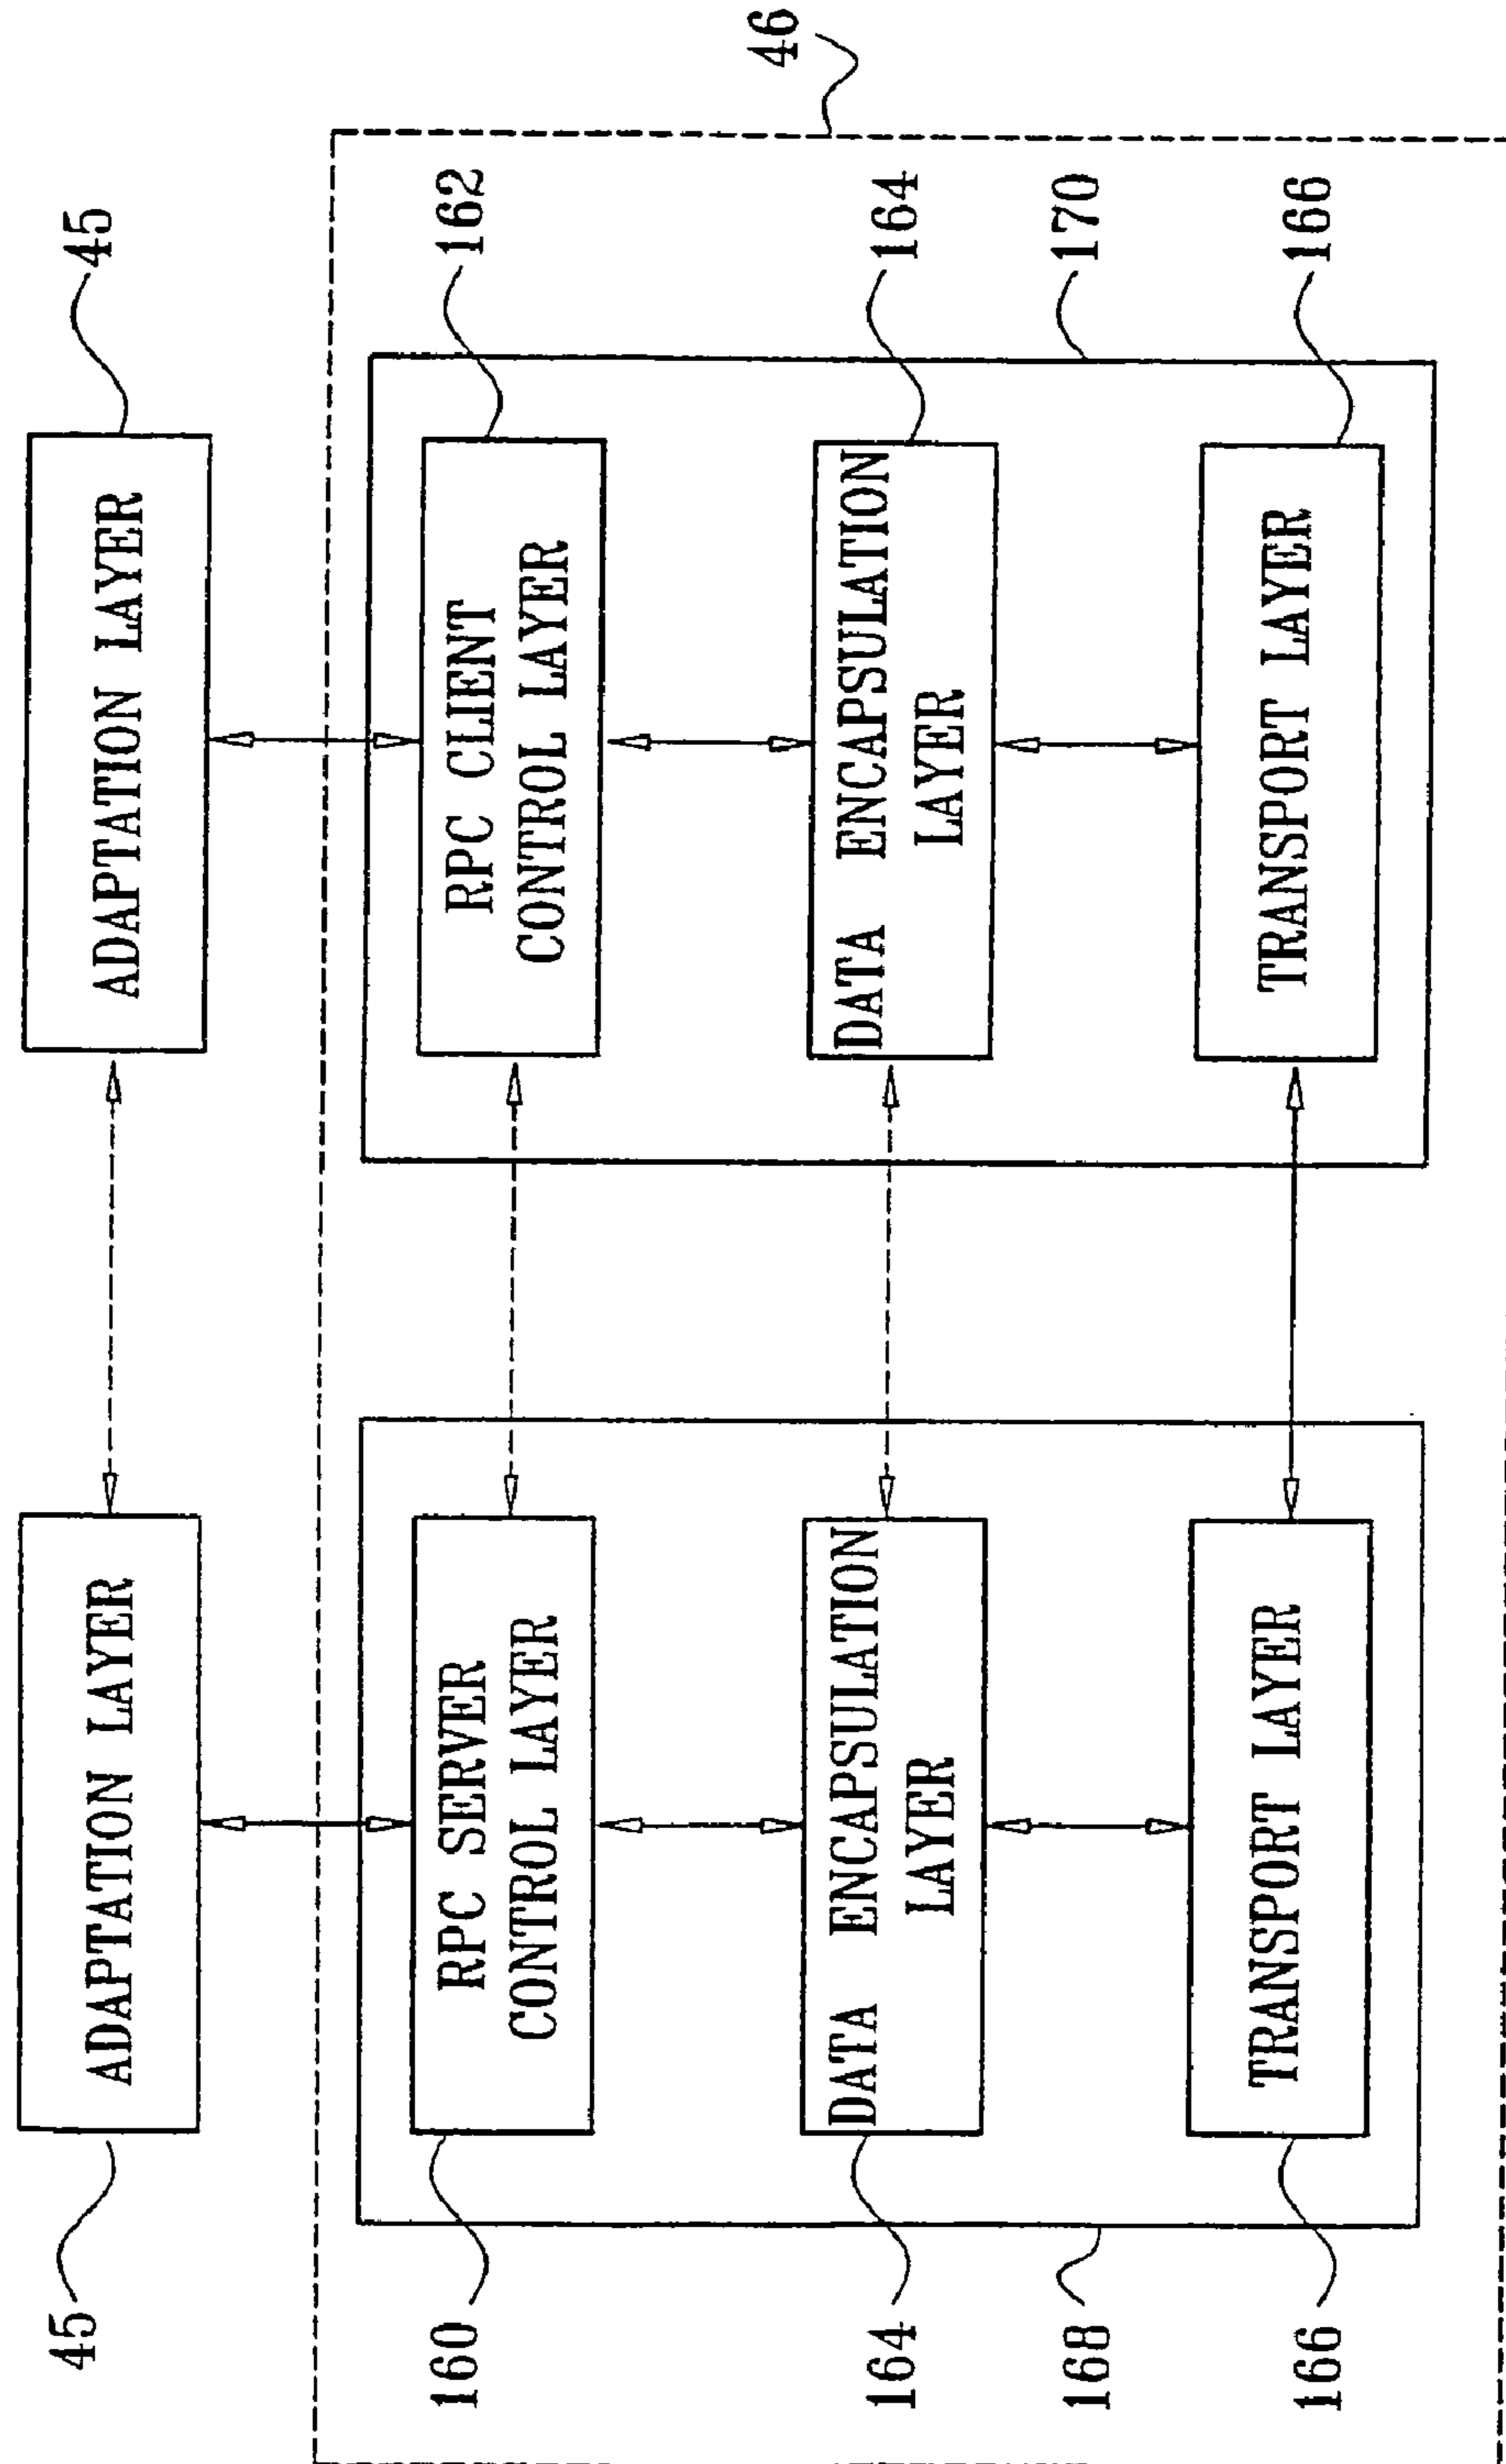 45
ADAPTATION LAYER
ADAPTATION LAYER
45
46
160
RPC SERVER
CONTROL LAYER
RPC CLIENT
CONTROL LAYER
162
164
DATA ENCAPSULATION
LAYER
DATA ENCAPSULATION
LAYER
164
168
170
166
TRANSPORT LAYER
TRANSPORT LAYER
166